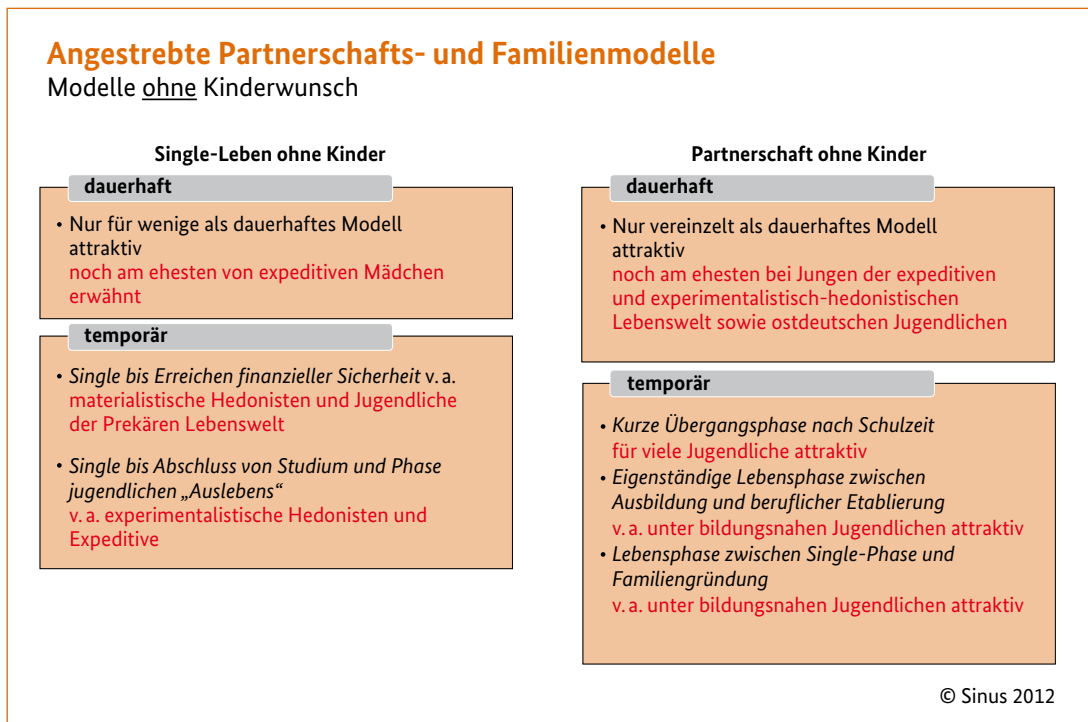 Angestrebte Partnerschafts- und Familienmodelle
Modelle ohne Kinderwunsch
Single-Leben ohne Kinder
dauerhaft
• Nur für wenige als dauerhaftes Modell
attraktiv
noch am ehesten von expeditiven Mädchen
erwähnt
temporär
• Single bis Erreichen finanzieller Sicherheit v. a.
materialistische Hedonisten und Jugendliche
der Prekären Lebenswelt
• Single bis Abschluss von Studium und Phase
jugendlichen „Auslebens“
v. a. experimentalistische Hedonisten und
Expeditive
Partnerschaft ohne Kinder
dauerhaft
• Nur vereinzelt als dauerhaftes Modell
attraktiv
noch am ehesten bei Jungen der expeditiven
und experimentalistisch-hedonistischen
Lebenswelt sowie ostdeutschen Jugendlichen
temporär
• Kurze Übergangsphase nach Schulzeit
für viele Jugendliche attraktiv
• Eigenständige Lebensphase zwischen
Ausbildung und beruflicher Etablierung
v. a. unter bildungsnahen Jugendlichen attraktiv
• Lebensphase zwischen Single-Phase und
Familiengründung
v. a. unter bildungsnahen Jugendlichen attraktiv
© Sinus 2012